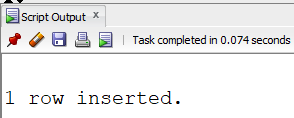 Script Output x
Task completed in 0.074 seconds
1 row inserted.